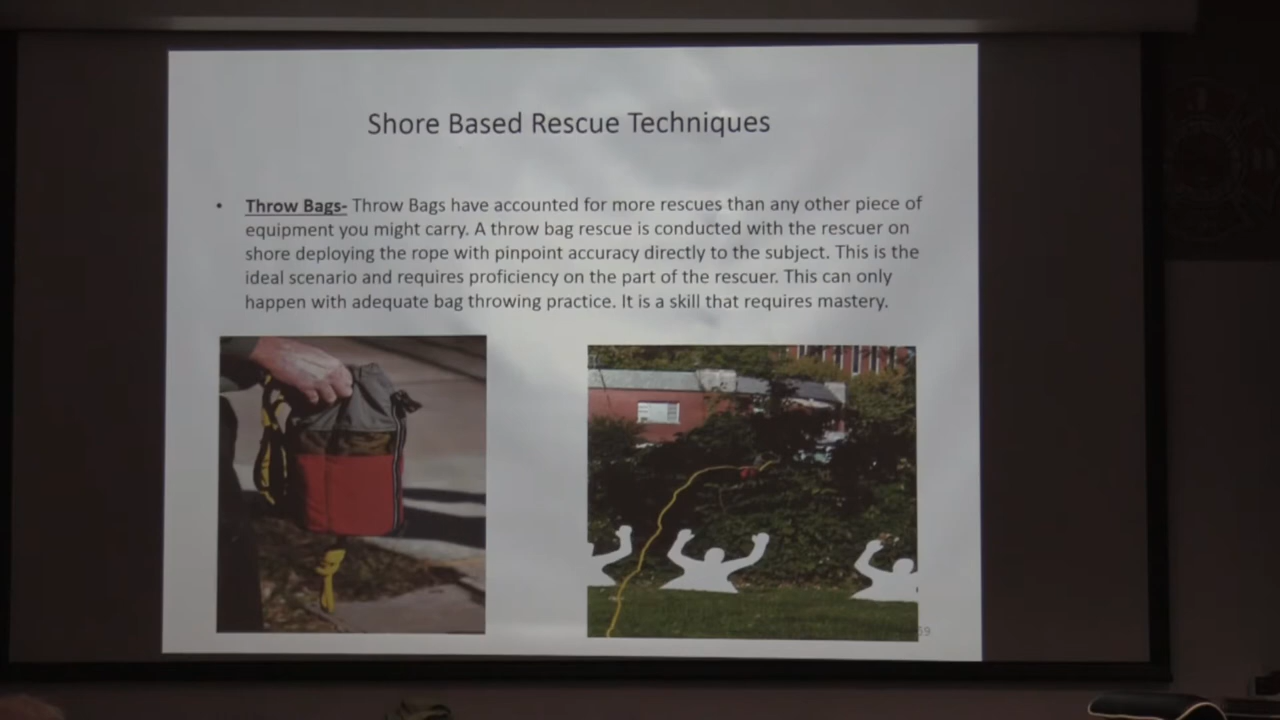 Shore Based Rescue Techniques
• Throw Bags- Throw Bags have accounted for more rescues than any other piece of
equipment you might carry. A throw bag rescue is conducted with the rescuer on
shore deploying the rope with pinpoint accuracy directly to the subject. This is the
ideal scenario and requires proficiency on the part of the rescuer. This can only
happen with adequate bag throwing practice. It is a skill that requires mastery.